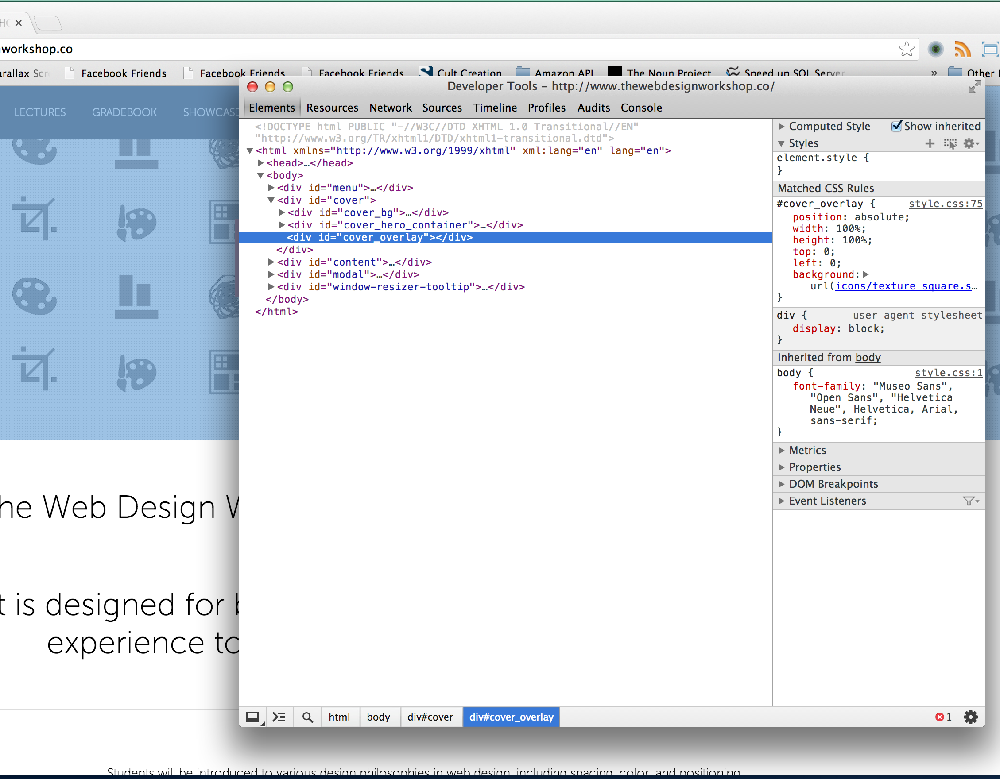 workshop.co
Facebook Friends
Facebook Friends
Facebook Friends
Cult Creation
Amazon API
The Noun Project
Speed up SQL Server
»
Other
LECTURES
GRADEBOOK
SHOWCASE
Developer Tools - http://www.thewebdesignworkshop.co/
Elements Resources Network Sources Timeline Profiles Audits Console
<!DOCTYPE html PUBLIC "-//W3C//DTD XHTML 1.0 Transitional//EN"
"http://www.w3.org/TR/xhtml1/DTD/xhtml1-transitional.dtd">
<html xmlns="http://www.w3.org/1999/xhtml" xml:lang="en" lang="en">
<head>…</head>
<body>
<div id="menu">…</div>
<div id="cover">
<div id="cover_bg">…</div>
<div id="cover_hero_container">…</div>
<div id="cover_overlay"></div>
</div>
<div id="content">…</div>
<div id="modal">…</div>
<div id="window-resizer-tooltip">…</div>
</body>
</html>
Computed Style Show inherited
Styles
element.style {
}
Matched CSS Rules
#cover_overlay { style.css:75
position: absolute;
width: 100%;
height: 100%;
top: 0;
left: 0;
background:
url(icons/texture_square.s…
}
div { user agent stylesheet
display: block;
}
Inherited from body
body { style.css:1
font-family: "Museo Sans",
"Open Sans", "Helvetica
Neue", Helvetica, Arial,
sans-serif;
}
Metrics
Properties
DOM Breakpoints
Event Listeners
html body div#cover div#cover_overlay
1
he Web Design W
t is designed for b
experience to
Students will be introduced to various design philosophies in web design, including spacing, color, and positioning